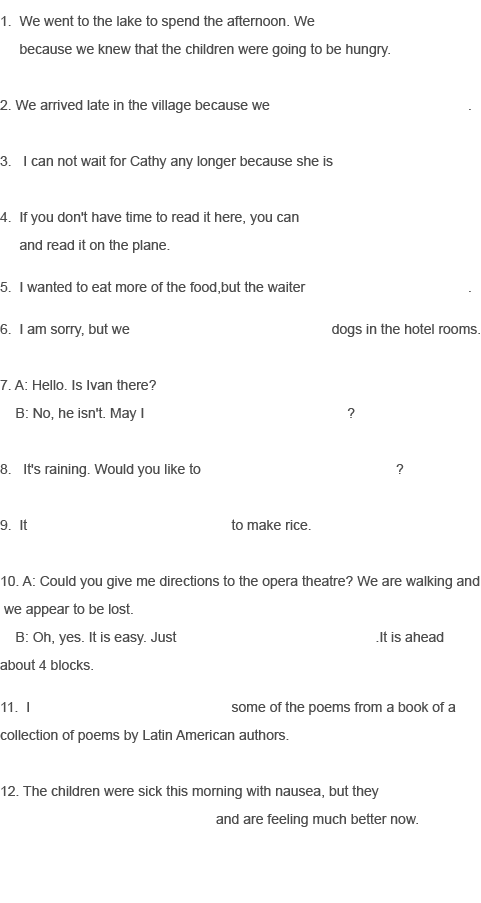 1. We went to the lake to spend the afternoon. We
because we knew that the children were going to be hungry.
2. We arrived late in the village because we .
3. I can not wait for Cathy any longer because she is
4. If you don't have time to read it here, you can
and read it on the plane.
5. I wanted to eat more of the food,but the waiter .
6. I am sorry, but we dogs in the hotel rooms.
7. A: Hello. Is Ivan there?
B: No, he isn't. May I ?
8. It's raining. Would you like to ?
9. It to make rice.
10. A: Could you give me directions to the opera theatre? We are walking and
we appear to be lost.
B: Oh, yes. It is easy. Just .It is ahead
about 4 blocks.
11. I some of the poems from a book of a
collection of poems by Latin American authors.
12. The children were sick this morning with nausea, but they
and are feeling much better now.